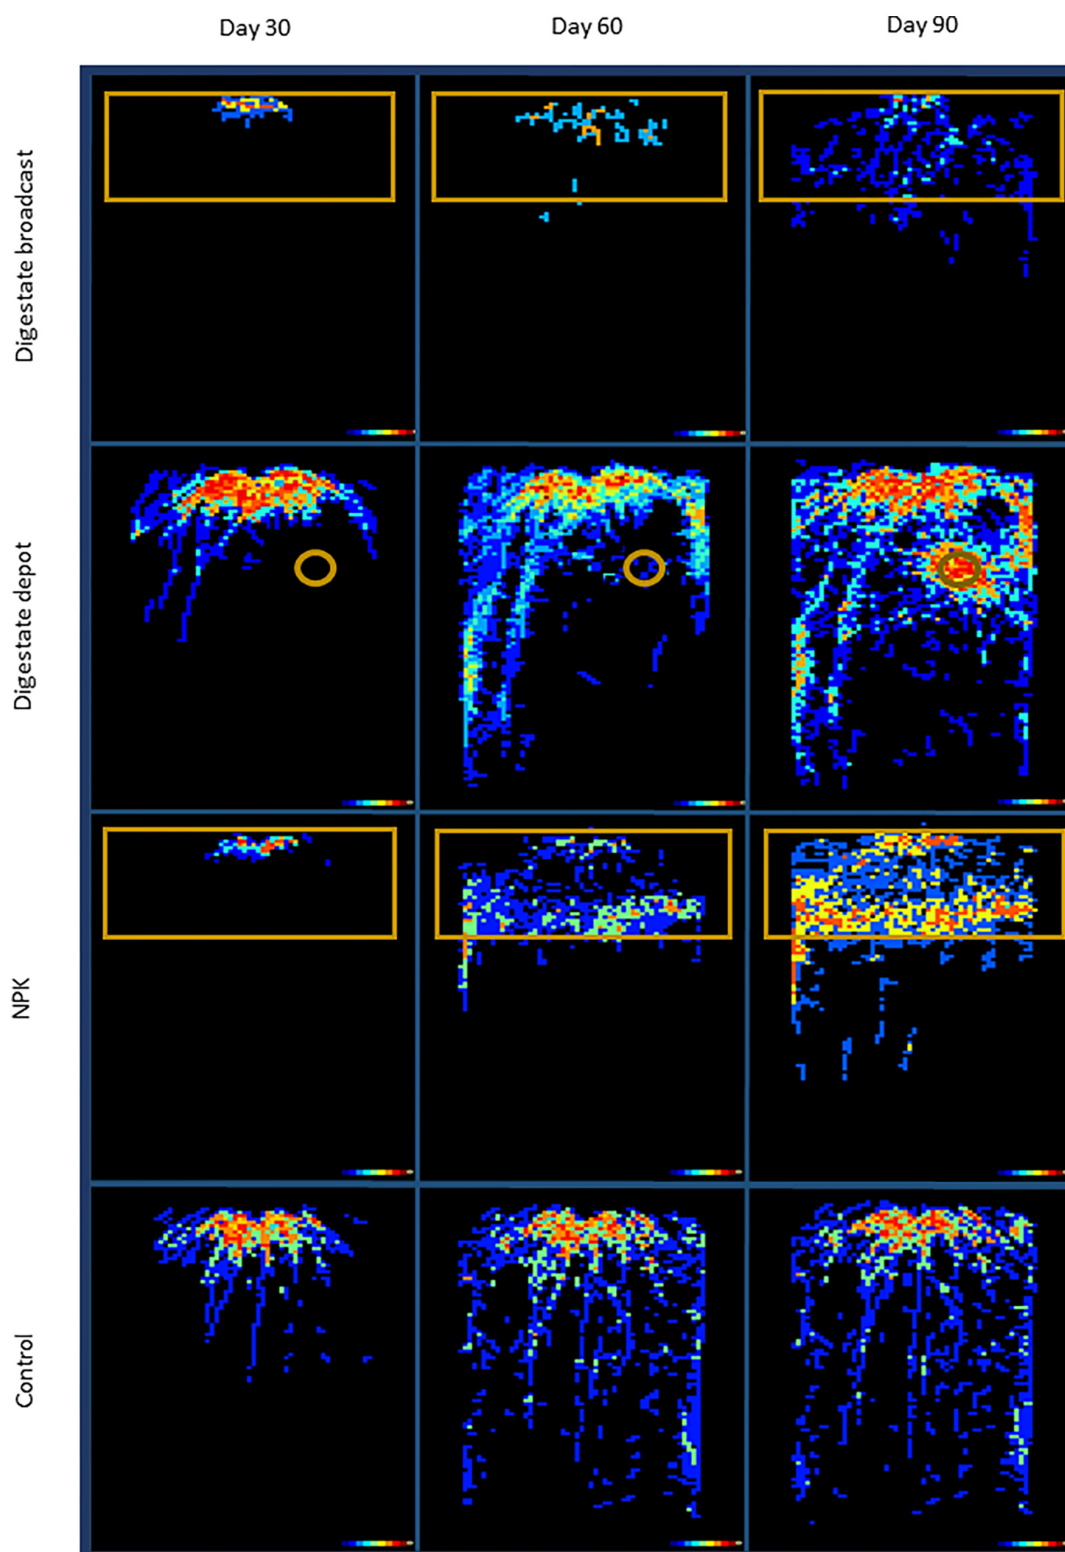 Day 30
Day 60
Day 90
Digestate broadcast
Digestate depot
NPK
Control